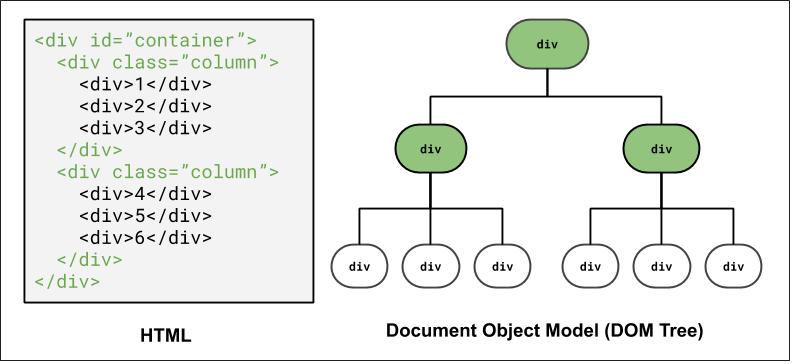 <div id="container">
<div class="column">
<div>1</div>
<div>2</div>
<div>3</div>
</div>
<div class="column">
<div>4</div>
<div>5</div>
<div>6</div>
</div>
</div>
HTML
div
div div
div div div div div div
Document Object Model (DOM Tree)